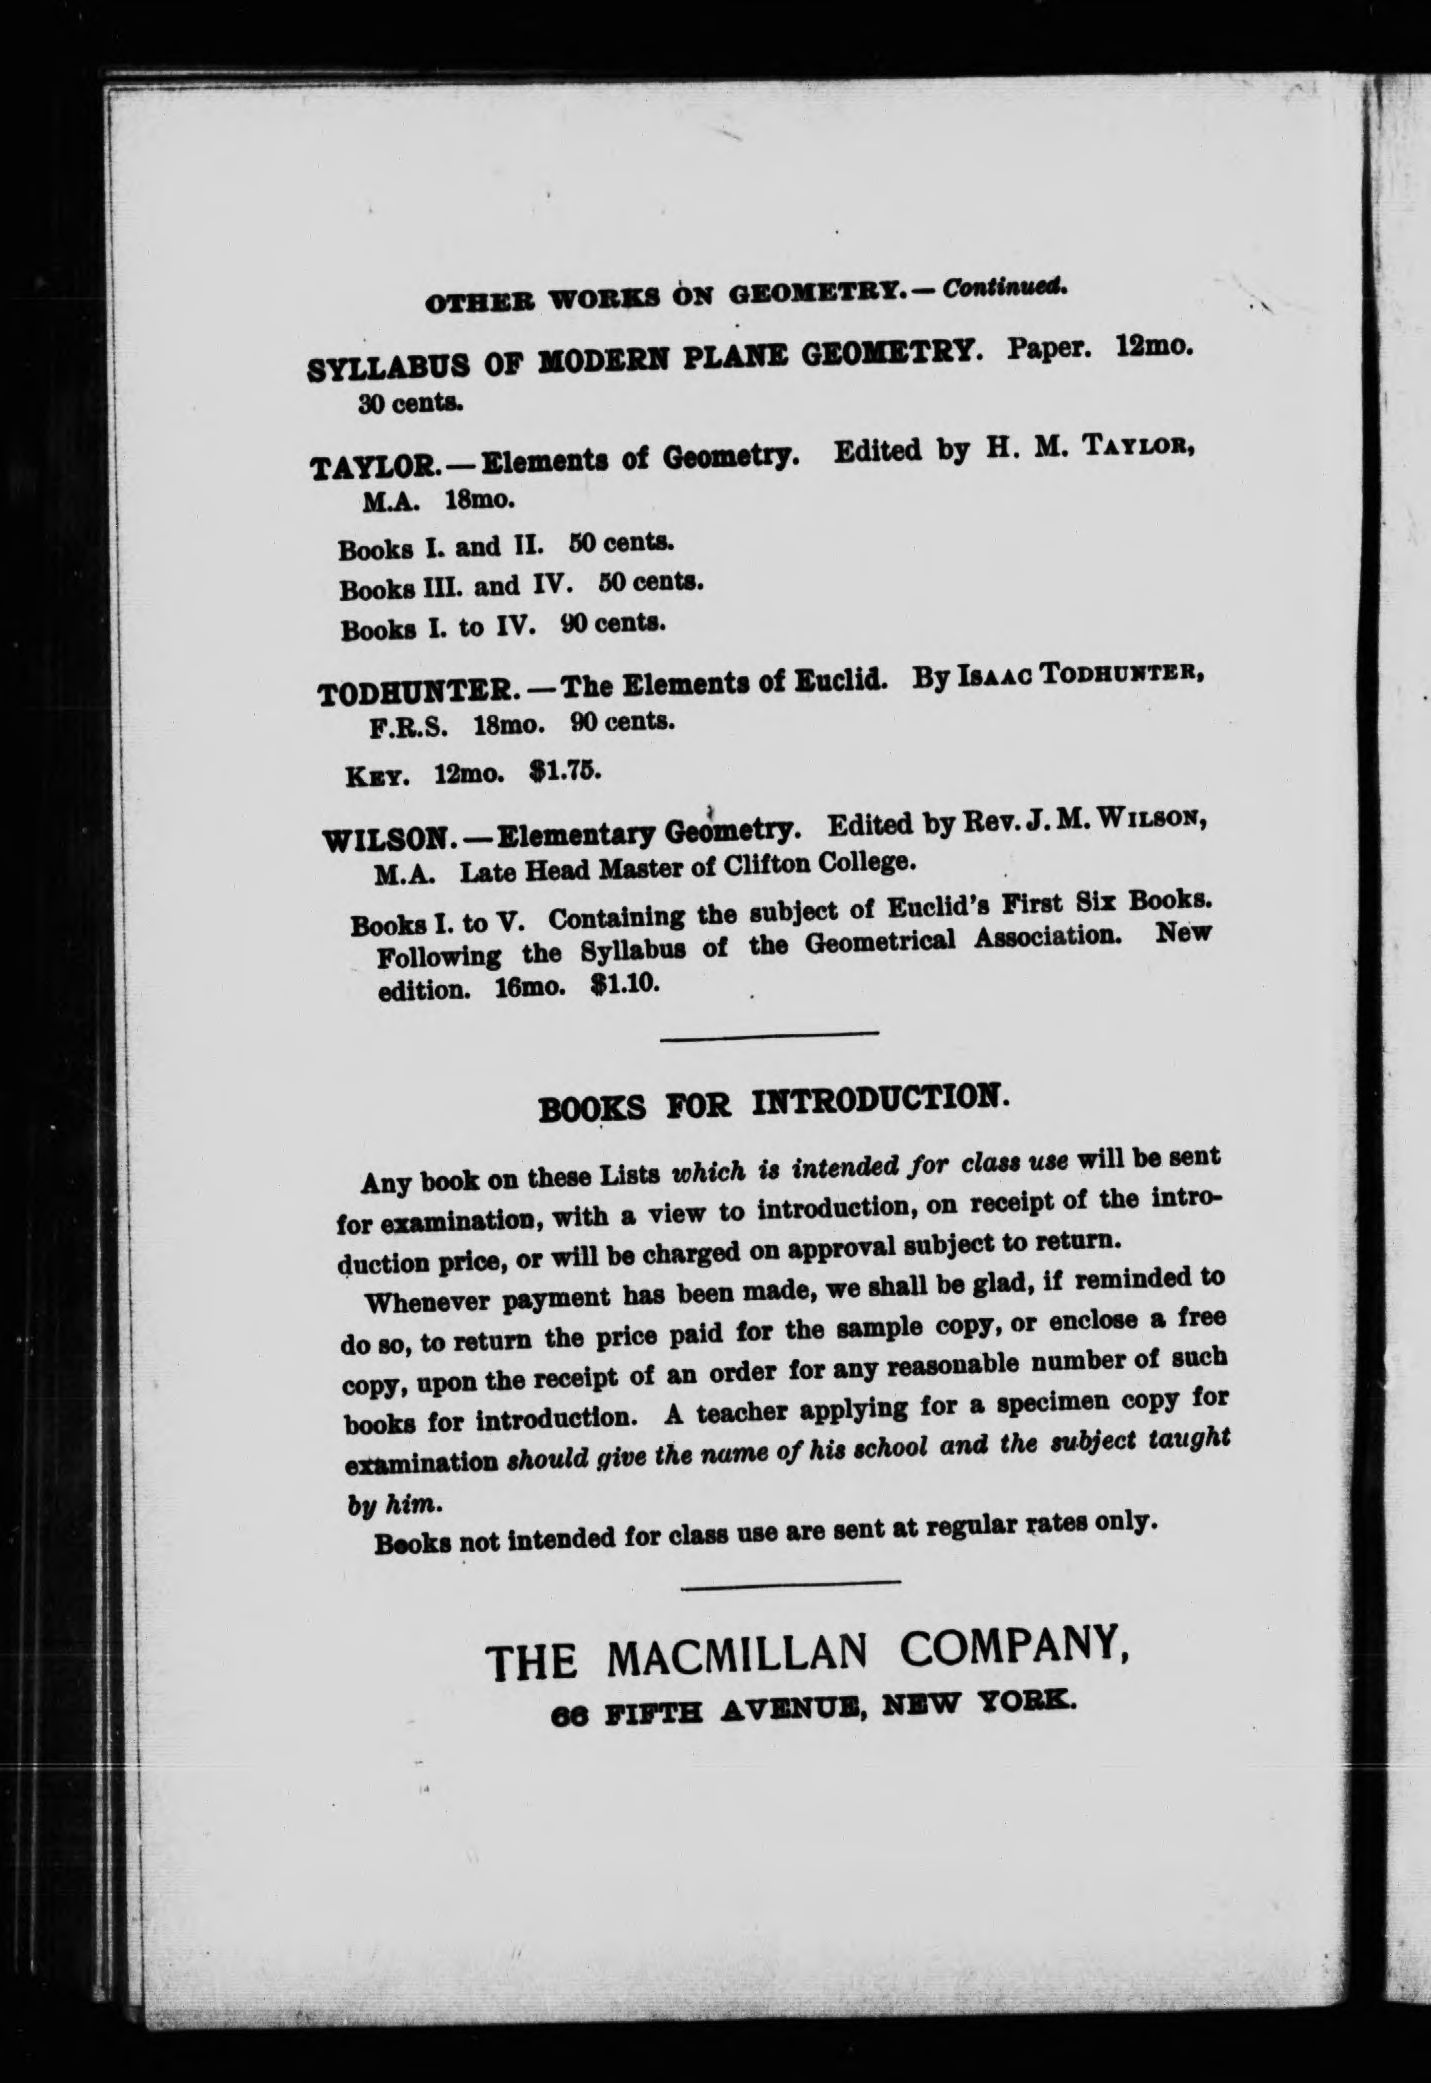 OTHER WORKS ON GEOMETRY.—Continued.
SYLLABUS OF MODERN PLANE GEOMETRY. Paper. 12mo.
30 cents.
TAYLOR.—Elements of Geometry. Edited by H. M. TAYLOR,
M.A. 18mo.
Books I. and II. 50 cents.
Books III. and IV. 50 cents.
Books I. to IV. 90 cents.
TODHUNTER.—The Elements of Euclid. By ISAAC TODHUNTER,
F.R.S. 18mo. 90 cents.
KEY. 12mo. $1.75.
WILSON.—Elementary Geometry. Edited by Rev. J. M. WILSON,
M.A. Late Head Master of Clifton College.
Books I. to V. Containing the subject of Euclid's First Six Books.
Following the Syllabus of the Geometrical Association. New
edition. 16mo. $1.10.
BOOKS FOR INTRODUCTION.
Any book on these Lists which is intended for class use will be sent
for examination, with a view to introduction, on receipt of the intro-
duction price, or will be charged on approval subject to return.
Whenever payment has been made, we shall be glad, if reminded to
do so, to return the price paid for the sample copy, or enclose a free
copy, upon the receipt of an order for any reasonable number of such
books for introduction. A teacher applying for a specimen copy for
examination should give the name of his school and the subject taught
by him.
Books not intended for class use are sent at regular rates only.
THE MACMILLAN COMPANY,
66 FIFTH AVENUE, NEW YORK.